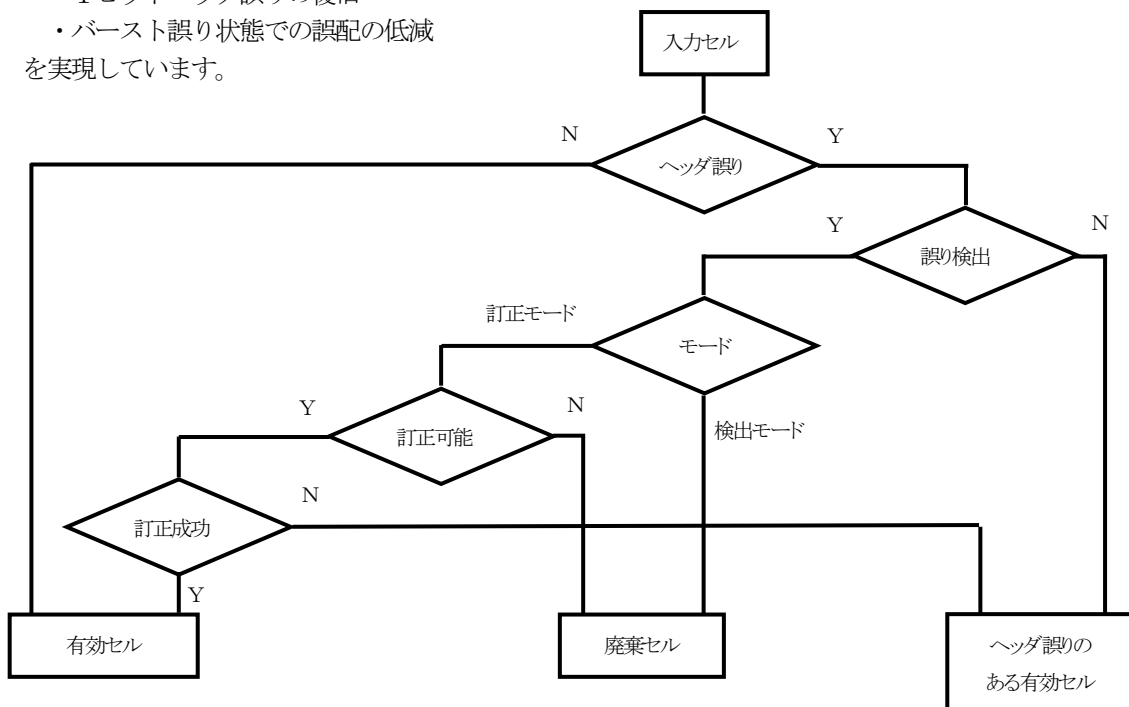 ・バースト誤り状態での誤配の低減
を実現しています。
入力セル
N
Y
ヘッダ誤り
Y
N
誤り検出
訂正モード
モード
Y
N
検出モード
訂正可能
N
訂正成功
Y
有効セル
廃棄セル
ヘッダ誤りの
ある有効セル